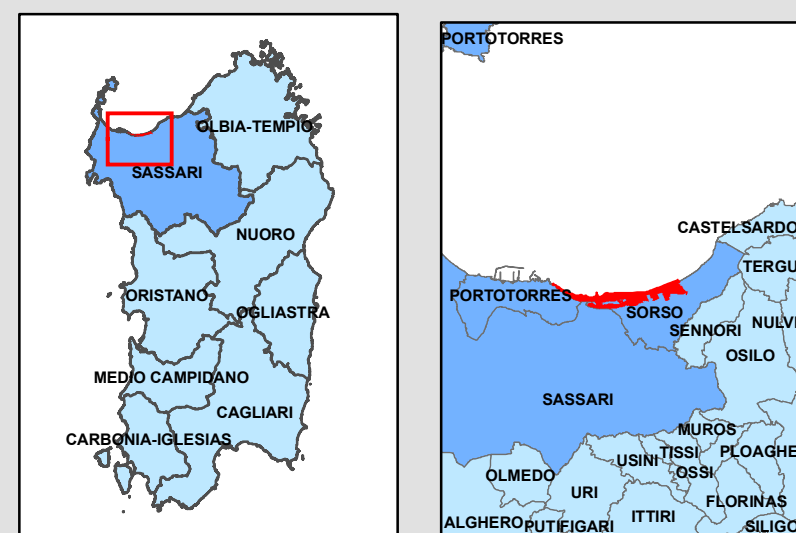 OLBIA-TEMPIO
SASSARI
NUORO
ORISTANO
OGLIASTRA
MEDIO CAMPIDANO
CAGLIARI
CARBONIA-IGLESIAS
PORTOTORRES
CASTELSARDO
TERGU
PORTOTORRES
SORSO
SENNORI
NULVI
OSILO
SASSARI
MUROS
USINI
TISSI
PLOAGHE
OSSI
OLMEDO
URI
FLORINAS
ITTIRI
ALGHERO
PUTIFIGARI
SILIGO